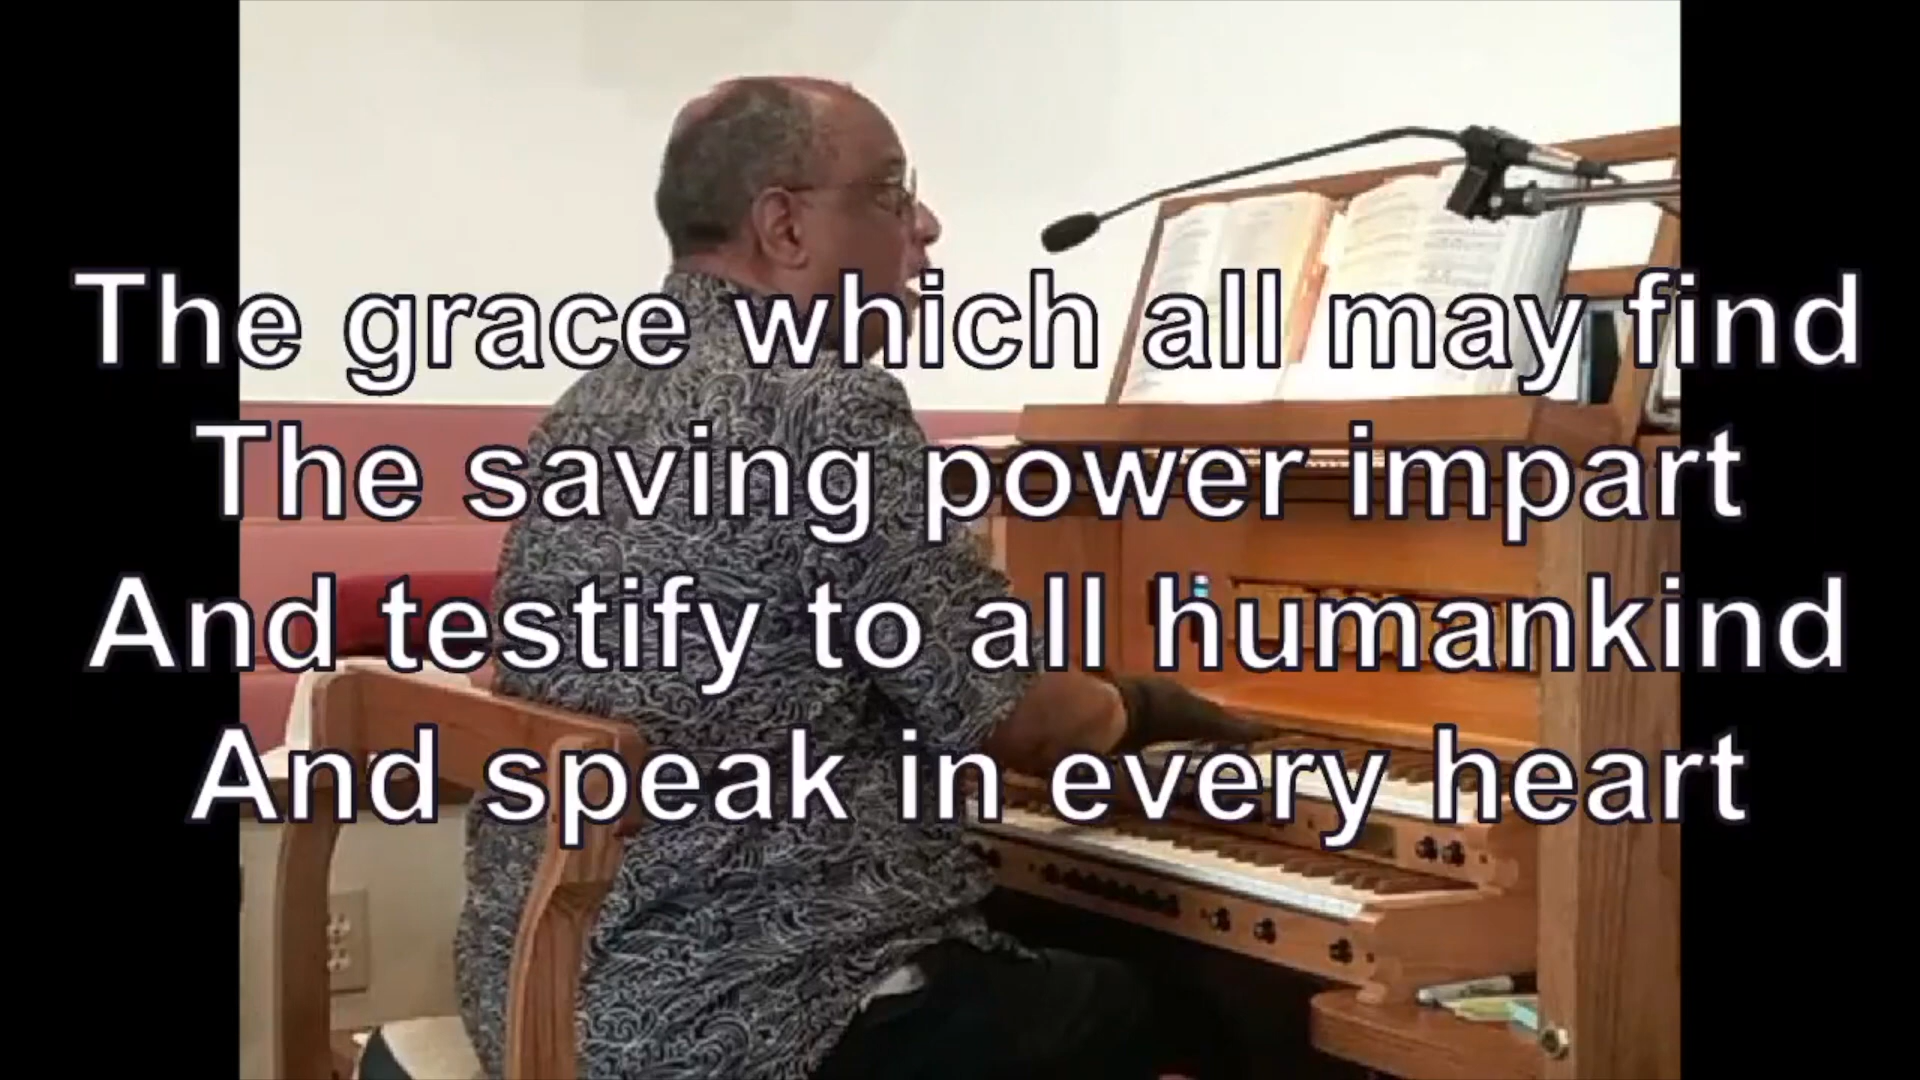 The grace which all may find
The saving power impart
And testify to all humankind
And speak in every heart